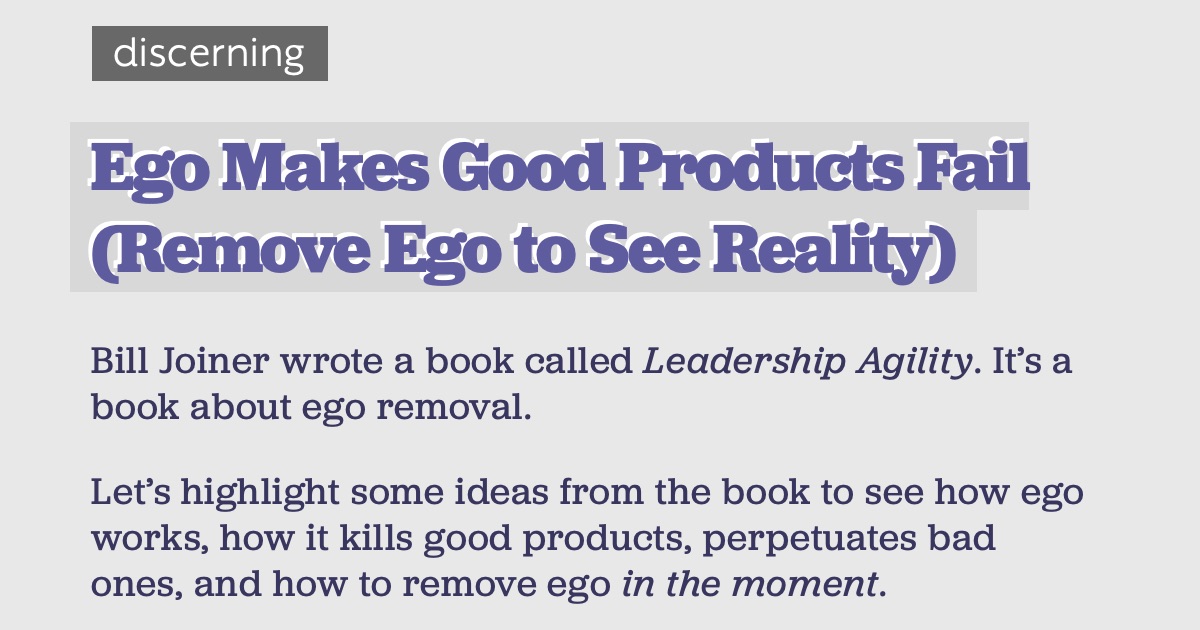 discerning
Ego Makes Good Products Fail
(Remove Ego to See Reality)
Bill Joiner wrote a book called Leadership Agility. It’s a
book about ego removal.
Let’s highlight some ideas from the book to see how ego
works, how it kills good products, perpetuates bad
ones, and how to remove ego in the moment.